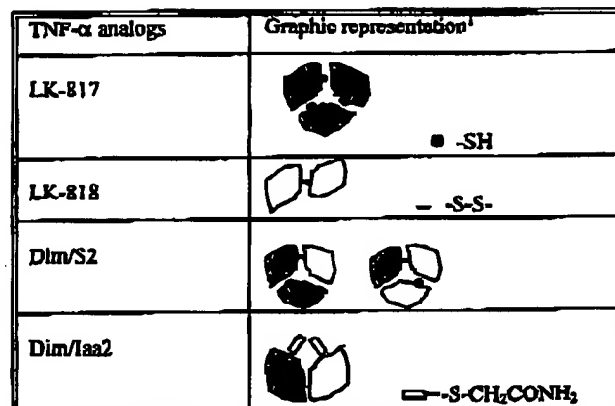 TNF-α analogs
Graphic representation¹
LK-817
-SH
LK-818
-S-S-
Dim/S2
Dim/Iaa2
-S-CH₂CONH₂